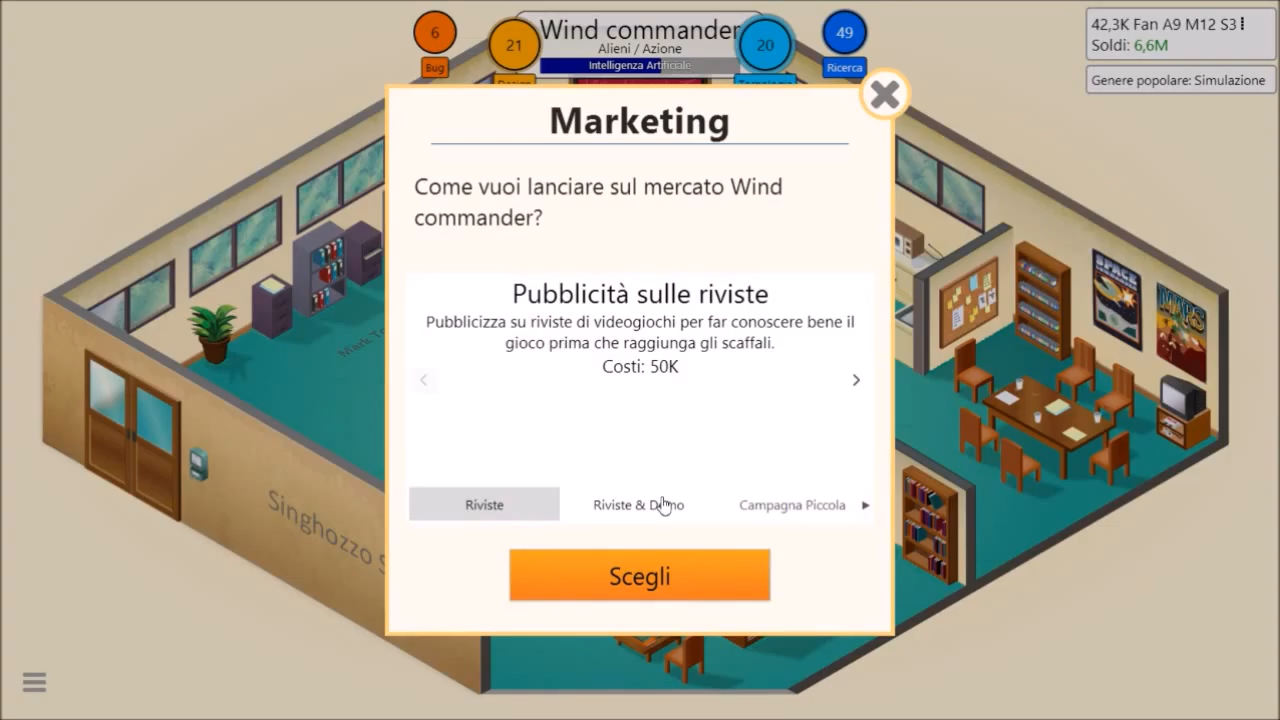 6
Bug
21
Wind commander
Alieni / Azione
Intelligenza Artificiale
20
49
Ricerca
42,3K Fan A9 M12 S3
Soldi: 6,6M
Genere popolare: Simulazione
Marketing
Come vuoi lanciare sul mercato Wind
commander?
Pubblicità sulle riviste
Pubblicizza su riviste di videogiochi per far conoscere bene il
gioco prima che raggiunga gli scaffali.
Costi: 50K
Riviste
Riviste & Demo
Campagna Piccola
Scegli
SPACE
MARS
Singhozzo S